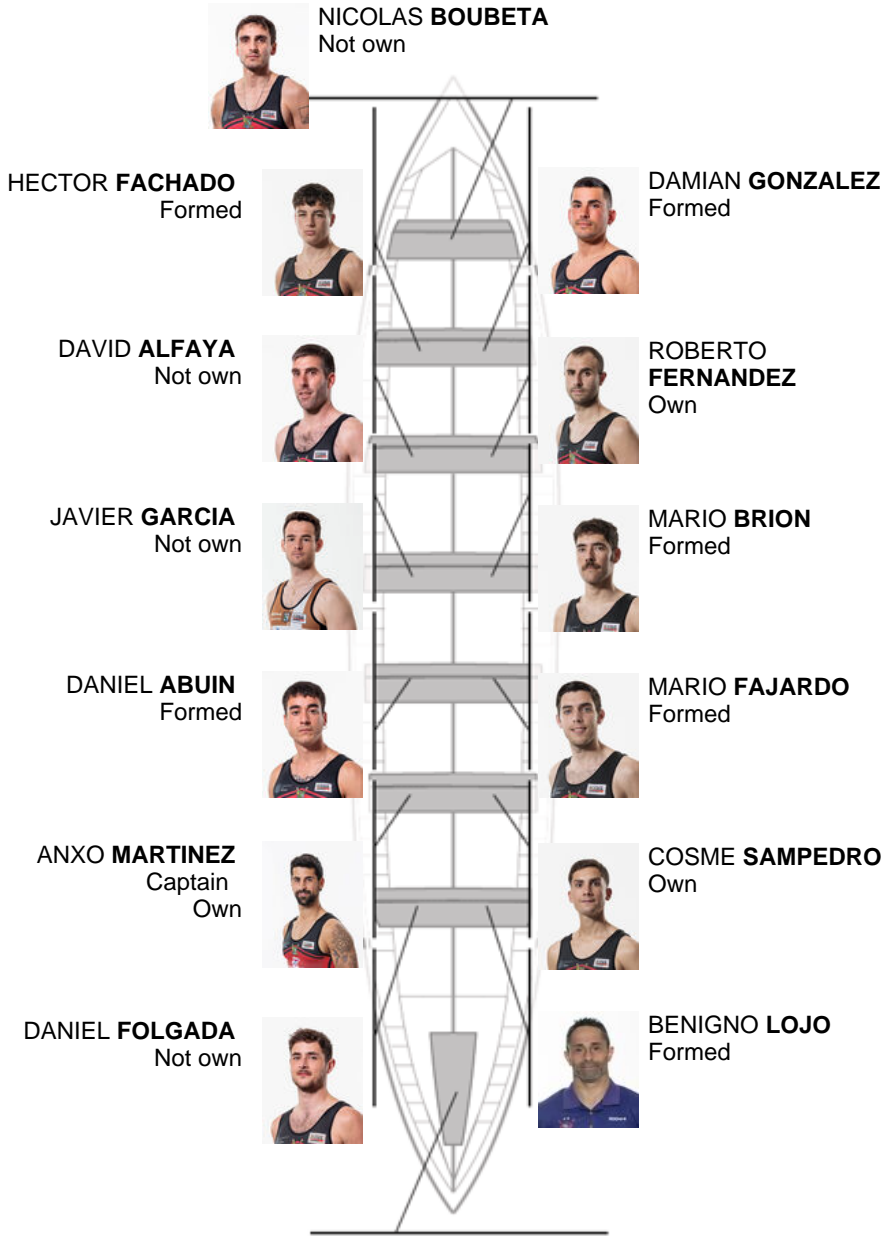 NICOLAS BOUBETA
Not own
HECTOR FACHADO
Formed
DAMIAN GONZALEZ
Formed
DAVID ALFAYA
Not own
ROBERTO
FERNANDEZ
Own
JAVIER GARCIA
Not own
MARIO BRION
Formed
DANIEL ABUIN
Formed
MARIO FAJARDO
Formed
ANXO MARTINEZ
Captain
Own
COSME SAMPEDRO
Own
DANIEL FOLGADA
Not own
BENIGNO LOJO
Formed